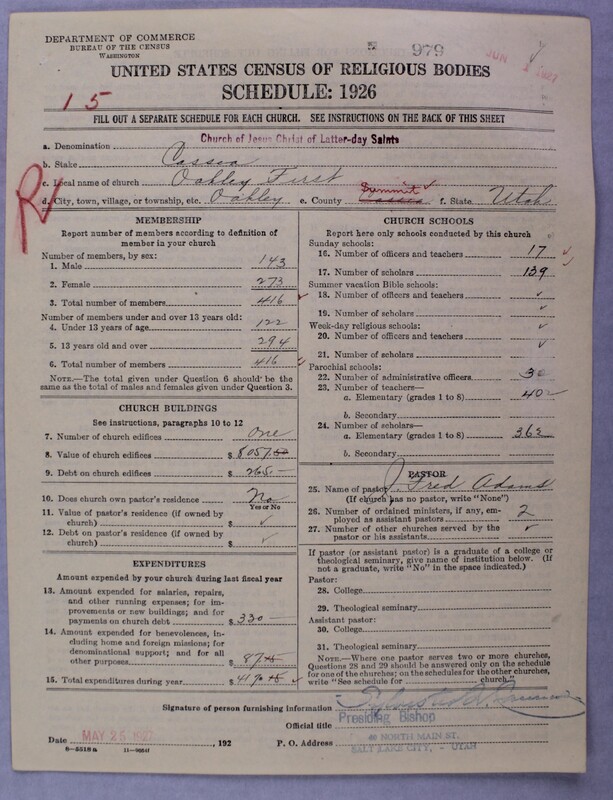 DEPARTMENT OF COMMERCE
BUREAU OF THE CENSUS
WASHINGTON
979
JUN 1 1927
UNITED STATES CENSUS OF RELIGIOUS BODIES
SCHEDULE: 1926
15
FILL OUT A SEPARATE SCHEDULE FOR EACH CHURCH. SEE INSTRUCTIONS ON THE BACK OF THIS SHEET
a. Denomination Church of Jesus Christ of Latter-day Saints
b. Stake Cassia
c. Local name of church Oakley First
d. City, town, village, or township, etc. Oakley e. County Cassia Summit f. State Utah
MEMBERSHIP
Report number of members according to definition of member in your church
Number of members, by sex:
1. Male 143
2. Female 273
3. Total number of members 416
Number of members under and over 13 years old:
4. Under 13 years of age 122
5. 13 years old and over 294
6. Total number of members 416
NOTE.—The total given under Question 6 should be the
same as the total of males and females given under Question 3.
CHURCH BUILDINGS
See instructions, paragraphs 10 to 12
7. Number of church edifices One
8. Value of church edifices $ 8057.50
9. Debt on church edifices $ 265.—
10. Does church own pastor's residence No
Yes or No
11. Value of pastor's residence (if owned by
church) $
12. Debt on pastor's residence (if owned by
church) $
EXPENDITURES
Amount expended by your church during last fiscal year
13. Amount expended for salaries, repairs,
and other running expenses; for im-
provements or new buildings; and for
payments on church debt $ 330 —
14. Amount expended for benevolences, in-
cluding home and foreign missions; for
denominational support; and for all
other purposes $ 87
15. Total expenditures during year $
CHURCH SCHOOLS
Report here only schools conducted by this church
Sunday schools:
16. Number of officers and teachers 17
17. Number of scholars 139
Summer vacation Bible schools:
18. Number of officers and teachers
19. Number of scholars
Week-day religious schools:
20. Number of officers and teachers
21. Number of scholars
Parochial schools:
22. Number of administrative officers
23. Number of teachers—
a. Elementary (grades 1 to 8)
b. Secondary
24. Number of scholars—
a. Elementary (grades 1 to 8) 362
b. Secondary
PASTOR
25. Name of pastor J. Fred Adams
(If church has no pastor, write "None")
26. Number of ordained ministers, if any, em-
ployed as assistant pastors 2
27. Number of other churches served by the
pastor or his assistants
If pastor (or assistant pastor) is a graduate of a college or
theological seminary, give name of institution below. (If
not a graduate, write "No" in the space indicated.)
Pastor:
28. College
29. Theological seminary
Assistant pastor:
30. College
31. Theological seminary
NOTE.—Where one pastor serves two or more churches,
Questions 28 and 29 should be answered only on the schedule
for one of the churches; on the schedules for the other churches,
write "See schedule for church."
Signature of person furnishing information
Official title Presiding Bishop
Date MAY 25 1927, 192 P. O. Address 40 NORTH MAIN ST.
SALT LAKE CITY, - UTAH